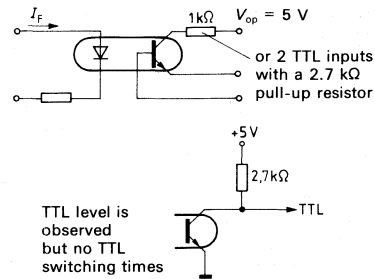 I_F
1kΩ V_op = 5 V
or 2 TTL inputs
with a 2.7 kΩ
pull-up resistor
+5 V
2,7kΩ
TTL
TTL level is
observed
but no TTL
switching times